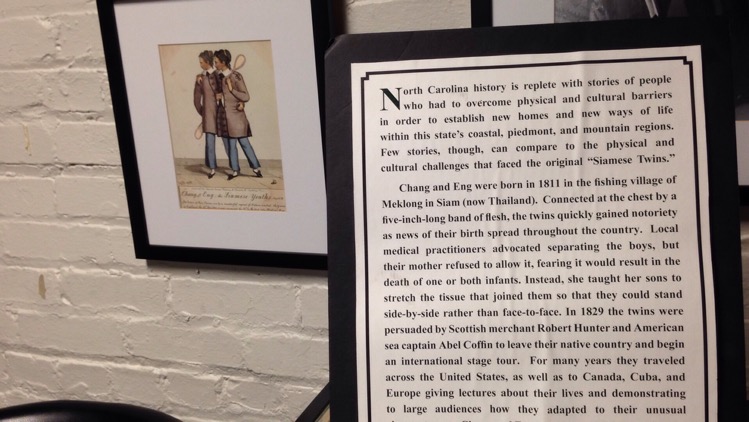 Chang & Eng the Siamese Youths
North Carolina history is replete with stories of people
who had to overcome physical and cultural barriers
in order to establish new homes and new ways of life
within this state's coastal, piedmont, and mountain regions.
Few stories, though, can compare to the physical and
cultural challenges that faced the original “Siamese Twins.”
Chang and Eng were born in 1811 in the fishing village of
Meklong in Siam (now Thailand). Connected at the chest by a
five-inch-long band of flesh, the twins quickly gained notoriety
as news of their birth spread throughout the country. Local
medical practitioners advocated separating the boys, but
their mother refused to allow it, fearing it would result in the
death of one or both infants. Instead, she taught her sons to
stretch the tissue that joined them so that they could stand
side-by-side rather than face-to-face. In 1829 the twins were
persuaded by Scottish merchant Robert Hunter and American
sea captain Abel Coffin to leave their native country and begin
an international stage tour. For many years they traveled
across the United States, as well as to Canada, Cuba, and
Europe giving lectures about their lives and demonstrating
to large audiences how they adapted to their unusual